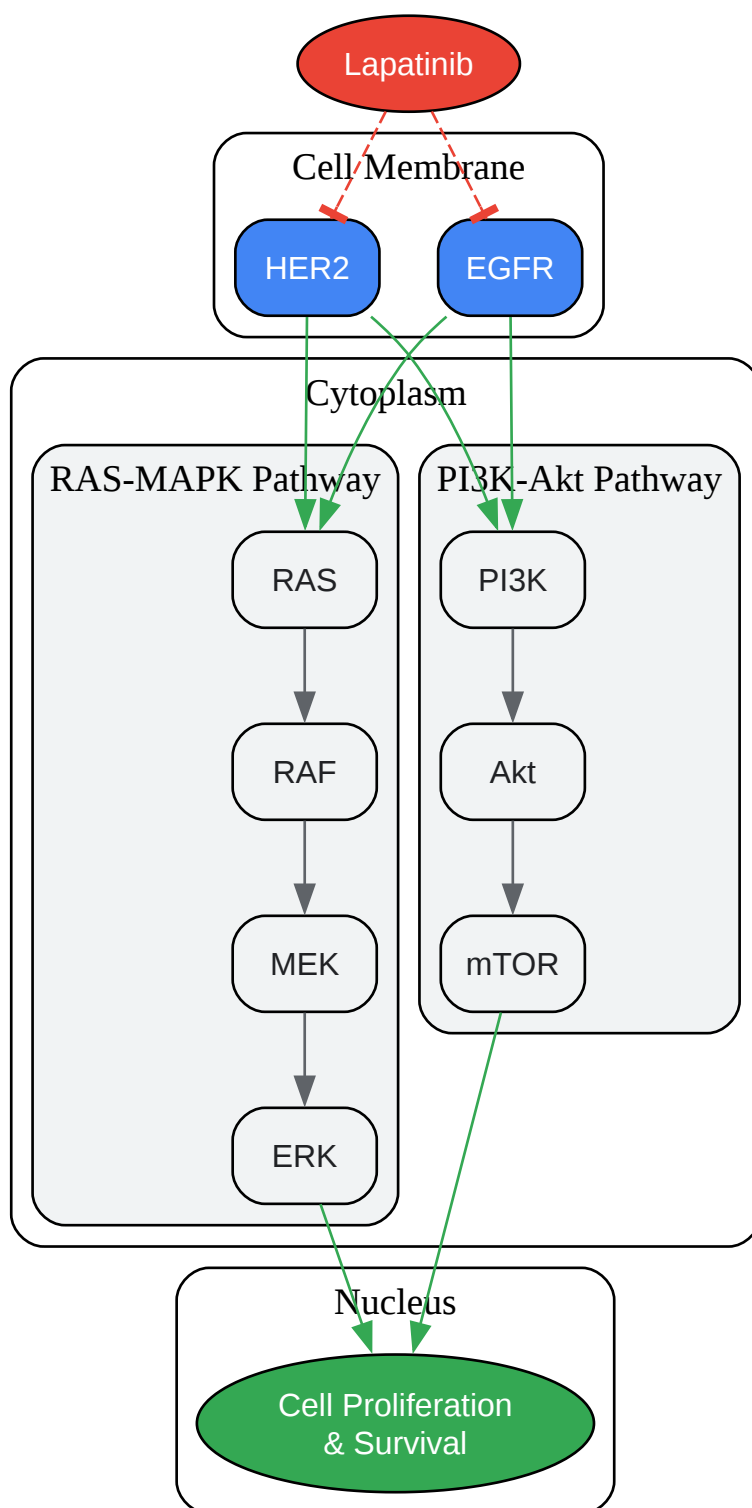 Lapatinib
Cell Membrane
HER2
EGFR
Cytoplasm
RAS-MAPK Pathway
PI3K-Akt Pathway
RAS
PI3K
RAF
Akt
MEK
mTOR
ERK
Nucleus
Cell Proliferation
& Survival